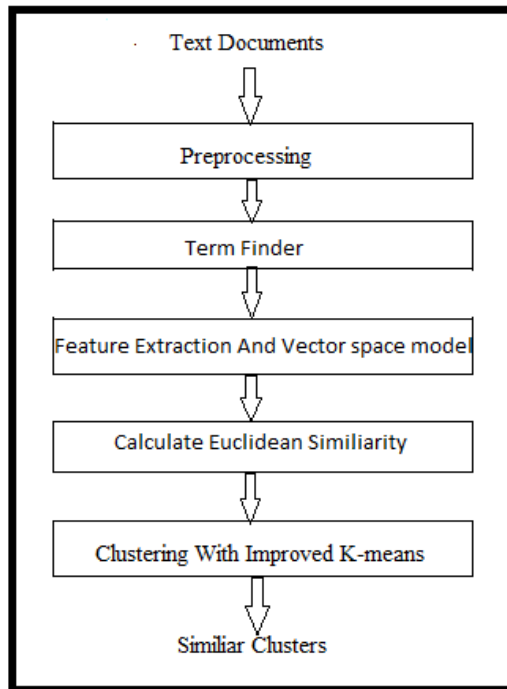 Text Documents
Preprocessing
Term Finder
Feature Extraction And Vector space model
Calculate Euclidean Similiarity
Clustering With Improved K-means
Similiar Clusters